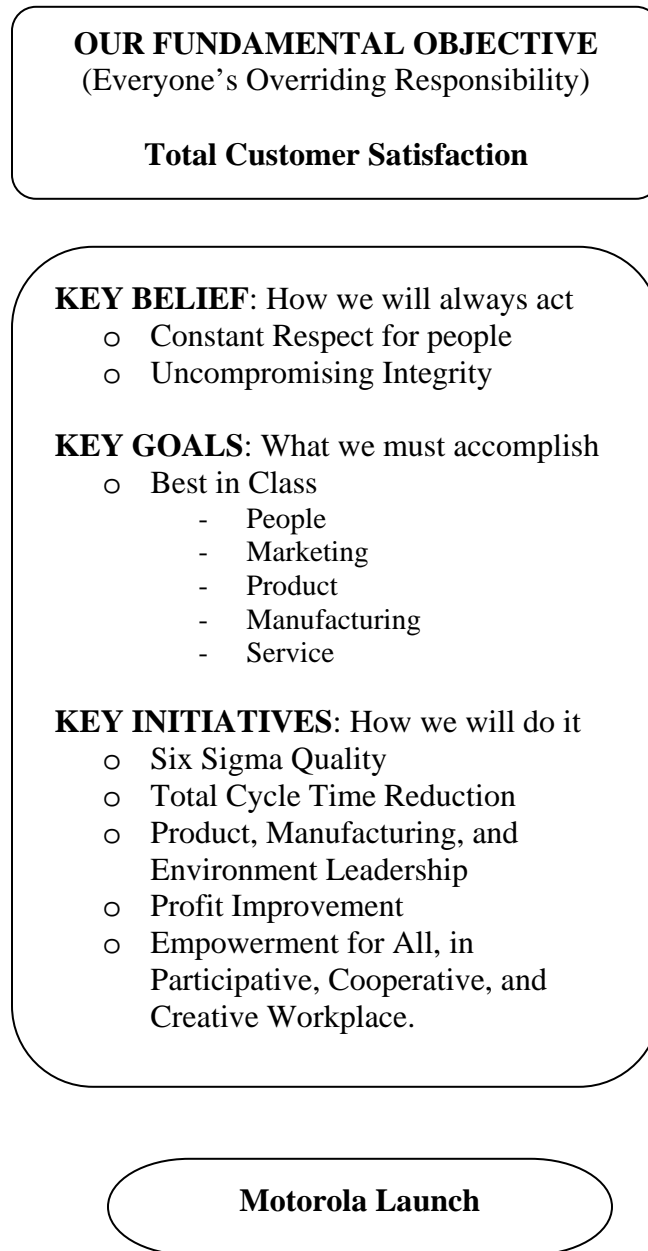 OUR FUNDAMENTAL OBJECTIVE
(Everyone’s Overriding Responsibility)
Total Customer Satisfaction
KEY BELIEF: How we will always act
o Constant Respect for people
o Uncompromising Integrity
KEY GOALS: What we must accomplish
o Best in Class
- People
- Marketing
- Product
- Manufacturing
- Service
KEY INITIATIVES: How we will do it
o Six Sigma Quality
o Total Cycle Time Reduction
o Product, Manufacturing, and
Environment Leadership
o Profit Improvement
o Empowerment for All, in
Participative, Cooperative, and
Creative Workplace.
Motorola Launch